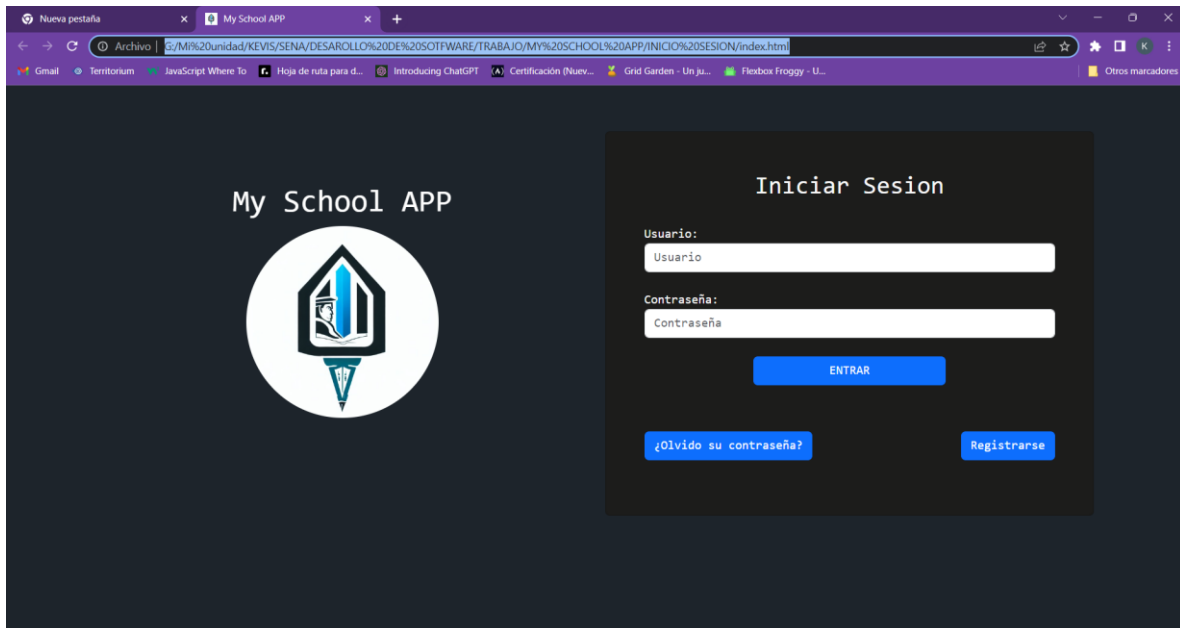 Nueva pestaña
My School APP
Archivo
G:/Mi%20unidad/KEVIS/SENA/DESAROLLO%20DE%20SOTFWARE/TRABAJO/MY%20SCHOOL%20APP/INICIO%20SESION/index.html
K
Gmail
Territorium
JavaScript Where To
Hoja de ruta para d...
Introducing ChatGPT
Certificación (Nuev...
Grid Garden - Un ju...
Flexbox Froggy - U...
Otros marcadores
My School APP
Iniciar Sesion
Usuario:
Usuario
Contraseña:
Contraseña
ENTRAR
¿Olvido su contraseña?
Registrarse